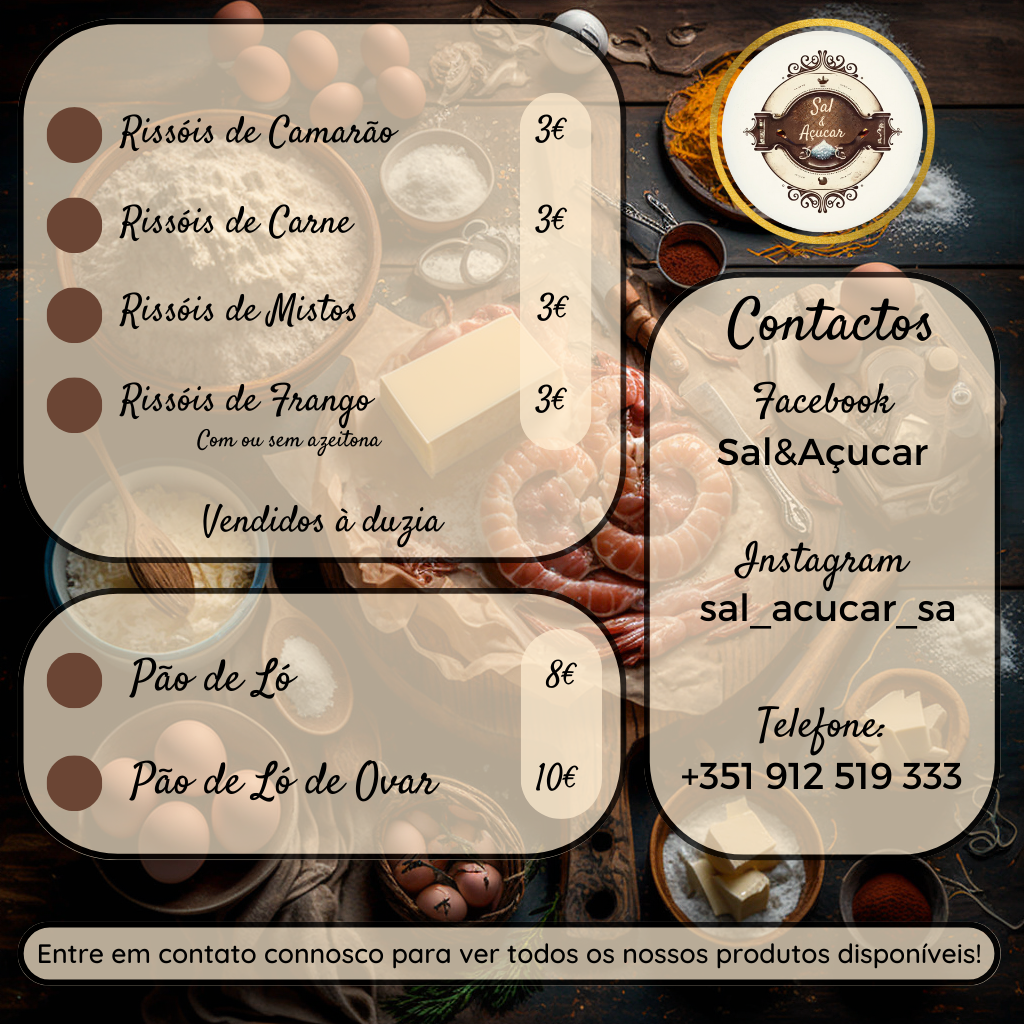 Sal
&
Açucar
Rissóis de Camarão 3€
Rissóis de Carne 3€
Rissóis de Mistos 3€
Rissóis de Frango 3€
Com ou sem azeitona
Vendidos à duzia
Pão de Ló 8€
Pão de Ló de Ovar 10€
Contactos
Facebook
Sal&Açucar
Instagram
sal_acucar_sa
Telefone:
+351 912 519 333
Entre em contato connosco para ver todos os nossos produtos disponíveis!